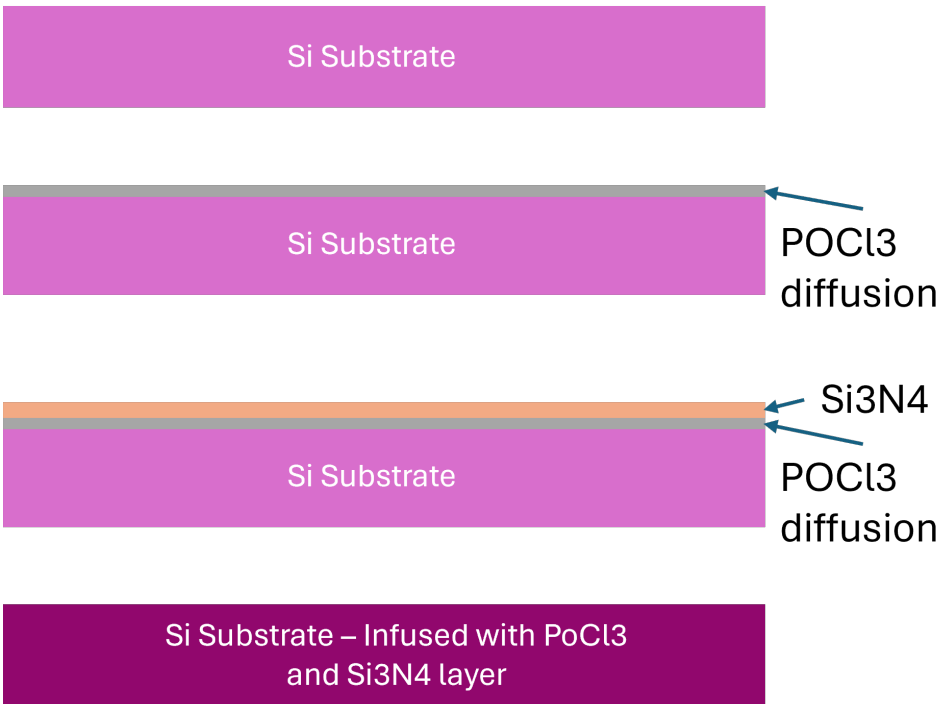 Si Substrate
Si Substrate
POCl3
diffusion
Si3N4
Si Substrate
POCl3
diffusion
Si Substrate – Infused with PoCl3
and Si3N4 layer